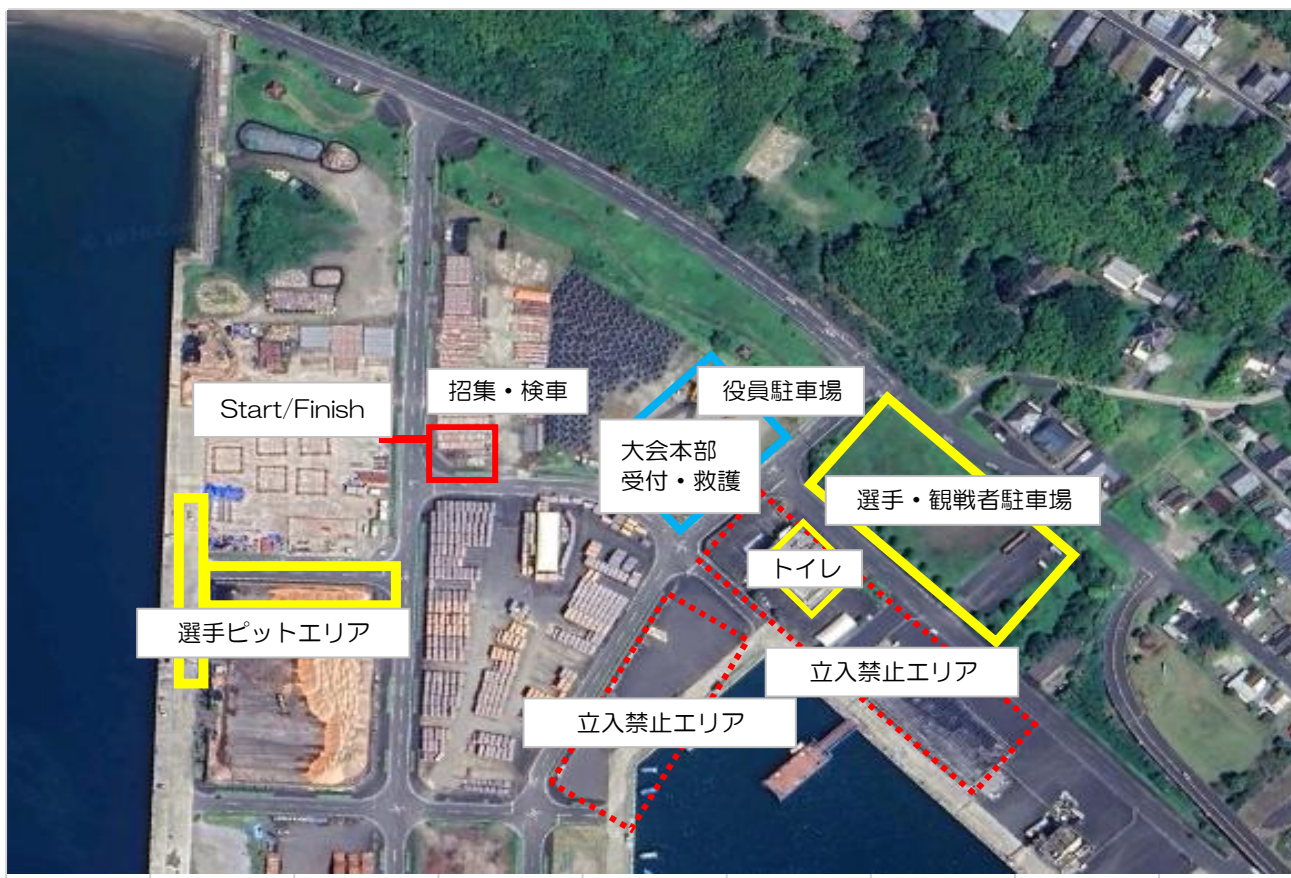 招集・検車
役員駐車場
Start/Finish
大会本部
受付・救護
選手・観戦者駐車場
トイレ
選手ピットエリア
立入禁止エリア
立入禁止エリア